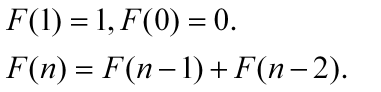 F(1) = 1, F(0) = 0.
F(n) = F(n − 1) + F(n − 2).